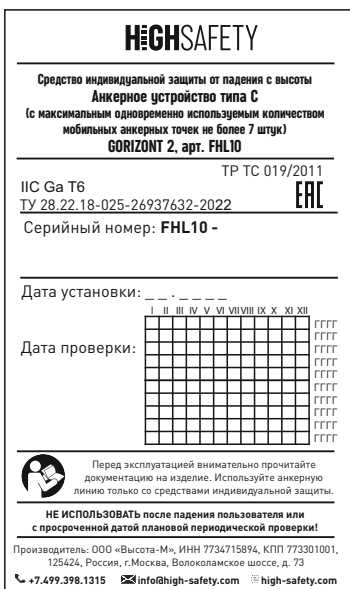 HIGHSAFETY
Средство индивидуальной защиты от падения с высоты
Анкерное устройство типа С
(с максимальным одновременно используемым количеством
мобильных анкерных точек не более 7 штук)
GORIZONT 2, арт. FHL10
ТР ТС 019/2011
IIC Ga T6
ЕАС
ТУ 28.22.18-025-26937632-2022
Серийный номер: FHL10 -
Дата установки: _ _ . _ _ _ _
I II III IV V VI VII VIII IX X XI XII
Дата проверки:
ГГГГ
ГГГГ
ГГГГ
ГГГГ
ГГГГ
ГГГГ
ГГГГ
ГГГГ
ГГГГ
ГГГГ
Перед эксплуатацией внимательно прочитайте
документацию на изделие. Используйте анкерную
линию только со средствами индивидуальной защиты.
НЕ ИСПОЛЬЗОВАТЬ после падения пользователя или
с просроченной датой плановой периодической проверки!
Производитель: ООО «Высота-М», ИНН 7734715894, КПП 773301001,
125424, Россия, г.Москва, Волоколамское шоссе, д. 73
+7.499.398.1315 info@high-safety.com high-safety.com